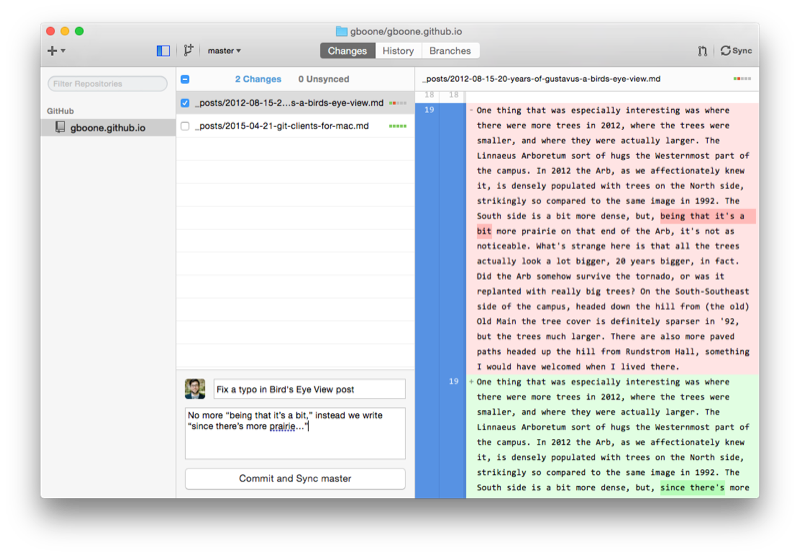 gboone/gboone.github.io
master
Changes
History
Branches
Sync
Filter Repositories
GitHub
gboone.github.io
2 Changes
0 Unsynced
_posts/2012-08-15-2...s-a-birds-eye-view.md
_posts/2015-04-21-git-clients-for-mac.md
Fix a typo in Bird's Eye View post
No more "being that it's a bit," instead we write
"since there's more prairie..."
Commit and Sync master
_posts/2012-08-15-20-years-of-gustavus-a-birds-eye-view.md
18 18
19 - One thing that was especially interesting was where
there were more trees in 2012, where the trees were
smaller, and where they were actually larger. The
Linnaeus Arboretum sort of hugs the Westernmost part of
the campus. In 2012 the Arb, as we affectionately knew
it, is densely populated with trees on the North side,
strikingly so compared to the same image in 1992. The
South side is a bit more dense, but, being that it's a
bit more prairie on that end of the Arb, it's not as
noticeable. What's strange here is that all the trees
actually look a lot bigger, 20 years bigger, in fact.
Did the Arb somehow survive the tornado, or was it
replanted with really big trees? On the South-Southeast
side of the campus, headed down the hill from (the old)
Old Main the tree cover is definitely sparser in '92,
but the trees much larger. There are also more paved
paths headed up the hill from Rundstrom Hall, something
I would have welcomed when I lived there.
19 + One thing that was especially interesting was where
there were more trees in 2012, where the trees were
smaller, and where they were actually larger. The
Linnaeus Arboretum sort of hugs the Westernmost part of
the campus. In 2012 the Arb, as we affectionately knew
it, is densely populated with trees on the North side,
strikingly so compared to the same image in 1992. The
South side is a bit more dense, but, since there's more